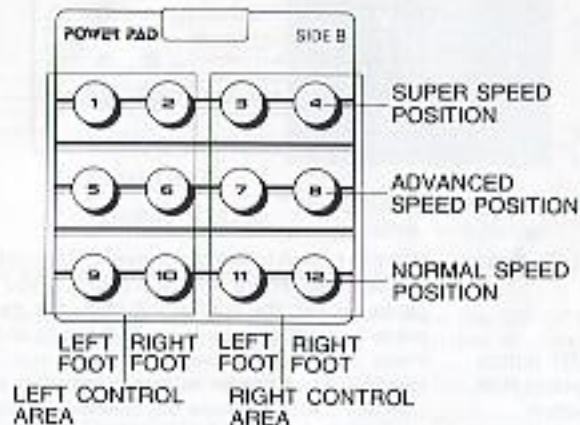 POWER PAD SIDE B
1 2 3 4
SUPER SPEED
POSITION
5 6 7 8
ADVANCED
SPEED POSITION
9 10 11 12
NORMAL SPEED
POSITION
LEFT RIGHT LEFT RIGHT
FOOT FOOT FOOT FOOT
LEFT CONTROL RIGHT CONTROL
AREA AREA